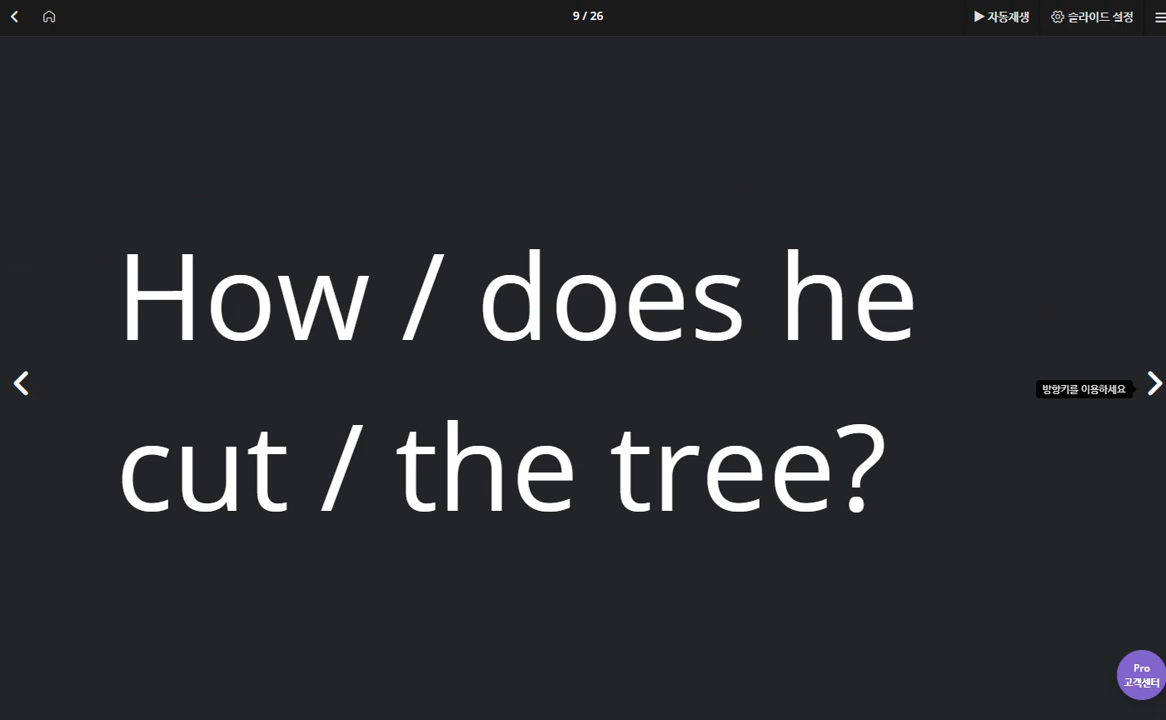 9 / 26
▶ 자동재생
슬라이드 설정
How / does he
cut / the tree?
방향키를 이용하세요
Pro
고객센터